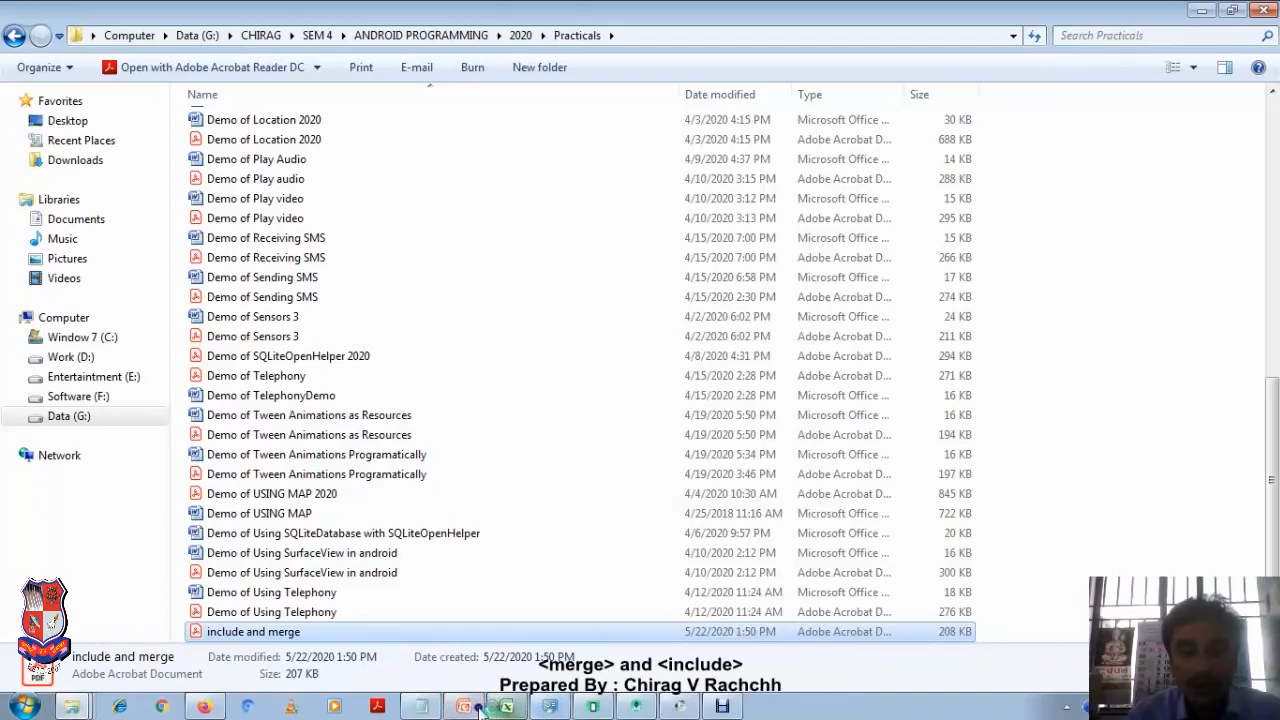 Computer Data (G:) CHIRAG SEM 4 ANDROID PROGRAMMING 2020 Practicals Search Practicals
Organize Open with Adobe Acrobat Reader DC Print E-mail Burn New folder
Name Date modified Type Size
Favorites
Desktop
Recent Places
Downloads
Libraries
Documents
Music
Pictures
Videos
Computer
Windows 7 (C:)
Work (D:)
Entertaintment (E:)
Software (F:)
Data (G:)
Network
Demo of Location 2020 4/3/2020 4:15 PM Microsoft Office ... 30 KB
Demo of Location 2020 4/3/2020 4:15 PM Adobe Acrobat D... 688 KB
Demo of Play Audio 4/9/2020 4:37 PM Microsoft Office ... 14 KB
Demo of Play audio 4/10/2020 3:15 PM Adobe Acrobat D... 288 KB
Demo of Play video 4/10/2020 3:12 PM Microsoft Office ... 15 KB
Demo of Play video 4/10/2020 3:13 PM Adobe Acrobat D... 295 KB
Demo of Receiving SMS 4/15/2020 7:00 PM Microsoft Office ... 15 KB
Demo of Receiving SMS 4/15/2020 7:00 PM Adobe Acrobat D... 266 KB
Demo of Sending SMS 4/15/2020 6:58 PM Microsoft Office ... 17 KB
Demo of Sending SMS 4/15/2020 2:30 PM Adobe Acrobat D... 274 KB
Demo of Sensors 3 4/2/2020 6:02 PM Microsoft Office ... 24 KB
Demo of Sensors 3 4/2/2020 6:02 PM Adobe Acrobat D... 211 KB
Demo of SQLiteOpenHelper 2020 4/8/2020 4:31 PM Adobe Acrobat D... 294 KB
Demo of Telephony 4/15/2020 2:28 PM Adobe Acrobat D... 271 KB
Demo of TelephonyDemo 4/15/2020 2:28 PM Microsoft Office ... 16 KB
Demo of Tween Animations as Resources 4/19/2020 5:50 PM Microsoft Office ... 16 KB
Demo of Tween Animations as Resources 4/19/2020 5:50 PM Adobe Acrobat D... 194 KB
Demo of Tween Animations Programatically 4/19/2020 5:34 PM Microsoft Office ... 16 KB
Demo of Tween Animations Programatically 4/19/2020 3:46 PM Adobe Acrobat D... 197 KB
Demo of USING MAP 2020 4/4/2020 10:30 AM Adobe Acrobat D... 845 KB
Demo of USING MAP 4/25/2018 11:16 AM Microsoft Office ... 722 KB
Demo of Using SQLiteDatabase with SQLiteOpenHelper 4/6/2020 9:57 PM Microsoft Office ... 20 KB
Demo of Using SurfaceView in android 4/10/2020 2:12 PM Microsoft Office ... 16 KB
Demo of Using SurfaceView in android 4/10/2020 2:12 PM Adobe Acrobat D... 300 KB
Demo of Using Telephony 4/12/2020 11:24 AM Microsoft Office ... 18 KB
Demo of Using Telephony 4/12/2020 11:24 AM Adobe Acrobat D... 276 KB
include and merge 5/22/2020 1:50 PM Adobe Acrobat D... 208 KB
include and merge Date modified: 5/22/2020 1:50 PM Date created: 5/22/2020 1:50 PM
Adobe Acrobat Document Size: 207 KB
PDF
<merge> and <include>
Prepared By : Chirag V Rachchh